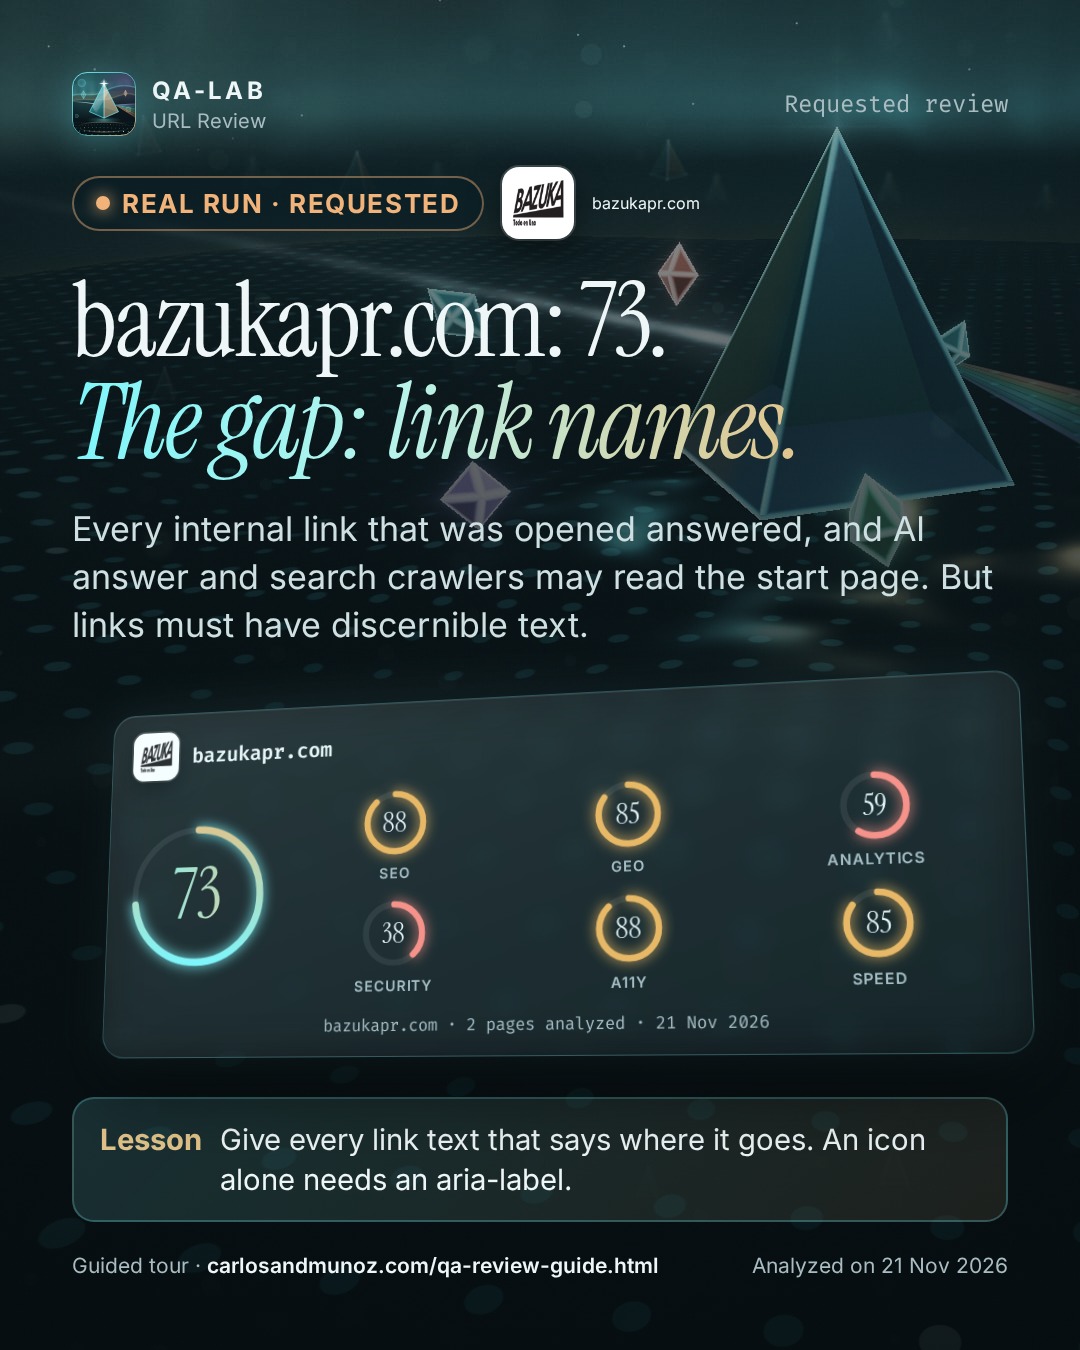 QA-LAB
URL Review
Requested review
REAL RUN · REQUESTED
BAZUKA
Todo en Uno
bazukapr.com
bazukapr.com: 73.
The gap: link names.
Every internal link that was opened answered, and AI
answer and search crawlers may read the start page. But
links must have discernible text.
BAZUKA
bazukapr.com
73
88
SEO
85
GEO
59
ANALYTICS
38
SECURITY
88
A11Y
85
SPEED
bazukapr.com · 2 pages analyzed · 21 Nov 2026
Lesson
Give every link text that says where it goes. An icon
alone needs an aria-label.
Guided tour · carlosandmunoz.com/qa-review-guide.html
Analyzed on 21 Nov 2026